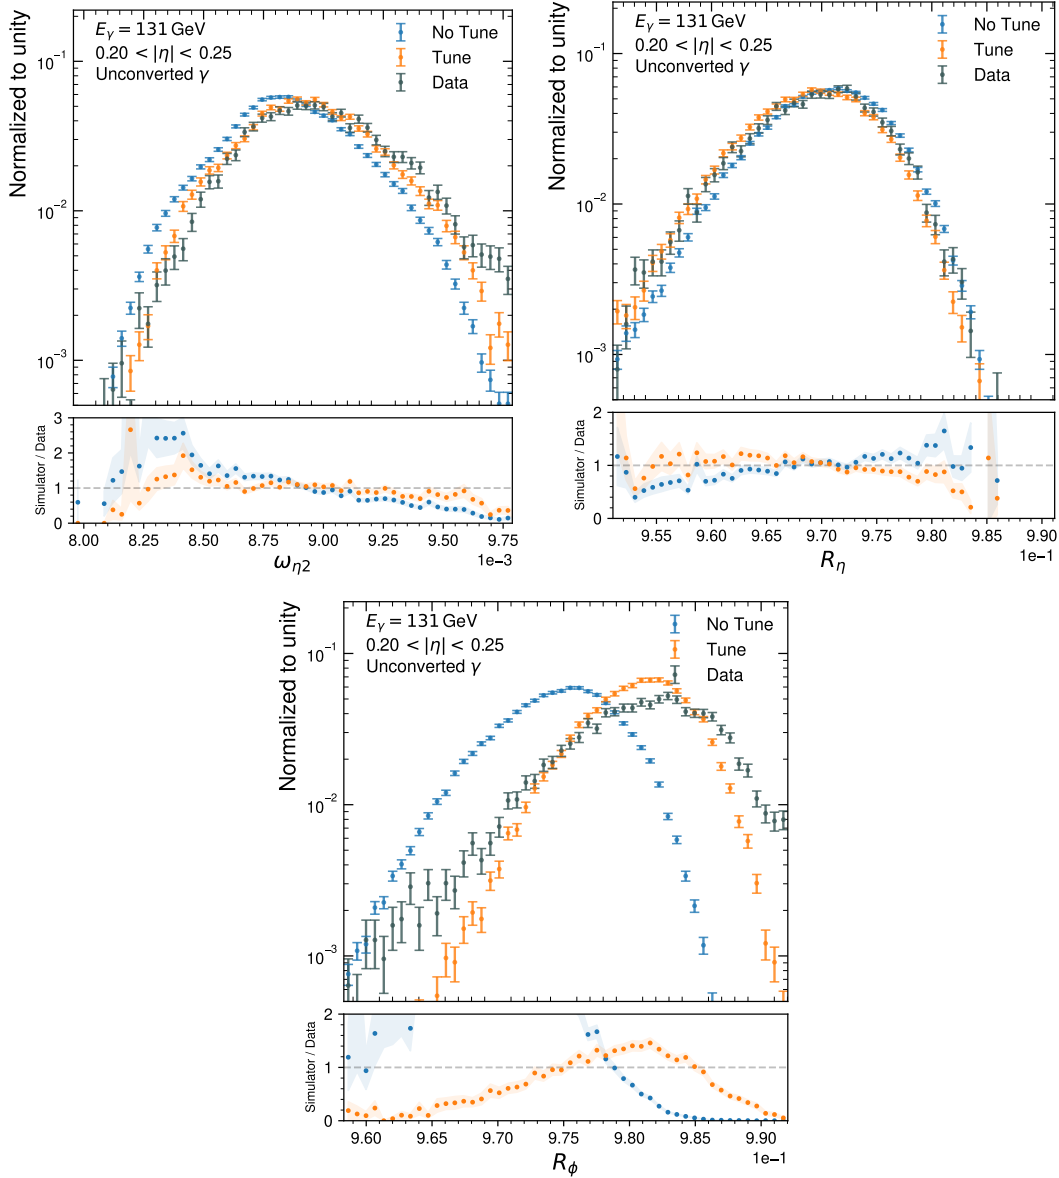 Normalized to unity
E_γ = 131 GeV
0.20 < |η| < 0.25
Unconverted γ
No Tune
Tune
Data
10⁻¹
10⁻²
10⁻³
Simulator / Data
3
2
1
0
8.00 8.25 8.50 8.75 9.00 9.25 9.50 9.75
1e−3
ω_η2
Normalized to unity
E_γ = 131 GeV
0.20 < |η| < 0.25
Unconverted γ
No Tune
Tune
Data
10⁻¹
10⁻²
10⁻³
Simulator / Data
2
1
0
9.55 9.60 9.65 9.70 9.75 9.80 9.85 9.90
1e−1
R_η
Normalized to unity
E_γ = 131 GeV
0.20 < |η| < 0.25
Unconverted γ
No Tune
Tune
Data
10⁻¹
10⁻²
10⁻³
Simulator / Data
2
1
0
9.60 9.65 9.70 9.75 9.80 9.85 9.90
1e−1
R_ϕ